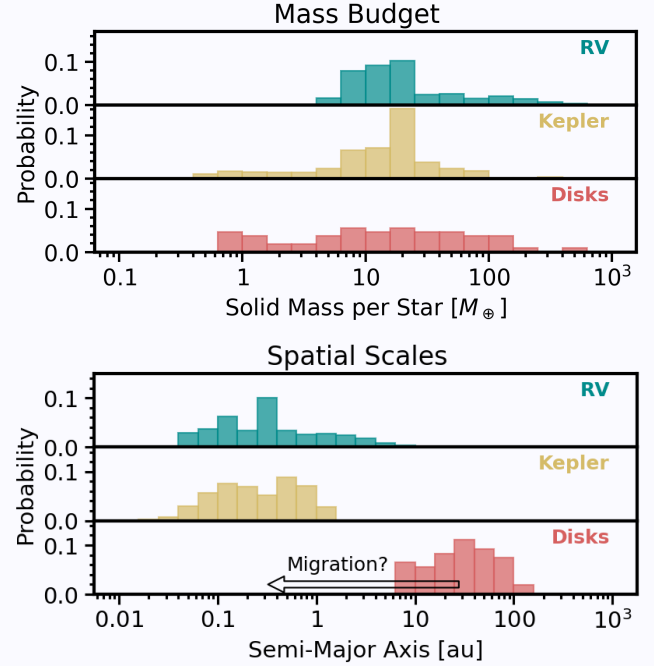 Mass Budget
RV
0.1
0.0
Kepler
0.1
0.0
Disks
0.1
0.0
Probability
0.1 1 10 100 10³
Solid Mass per Star [M⊕]
Spatial Scales
RV
0.1
0.0
Kepler
0.1
0.0
Disks
0.1
Migration?
0.0
Probability
0.01 0.1 1 10 100 10³
Semi-Major Axis [au]